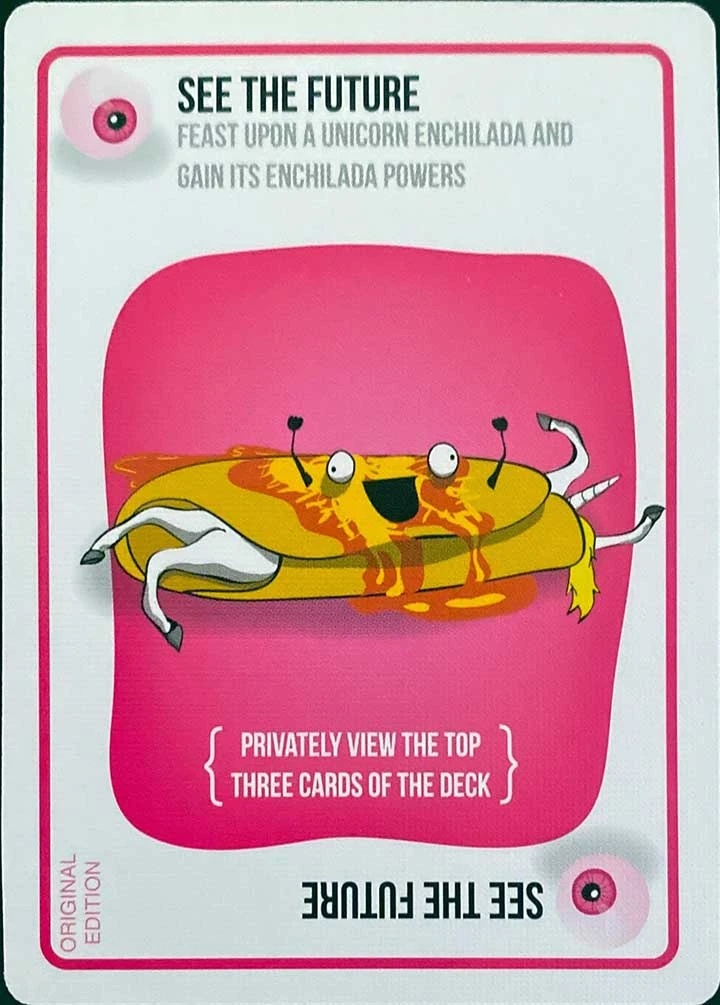 SEE THE FUTURE
FEAST UPON A UNICORN ENCHILADA AND
GAIN ITS ENCHILADA POWERS
PRIVATELY VIEW THE TOP
THREE CARDS OF THE DECK
ORIGINAL
EDITION
SEE THE FUTURE